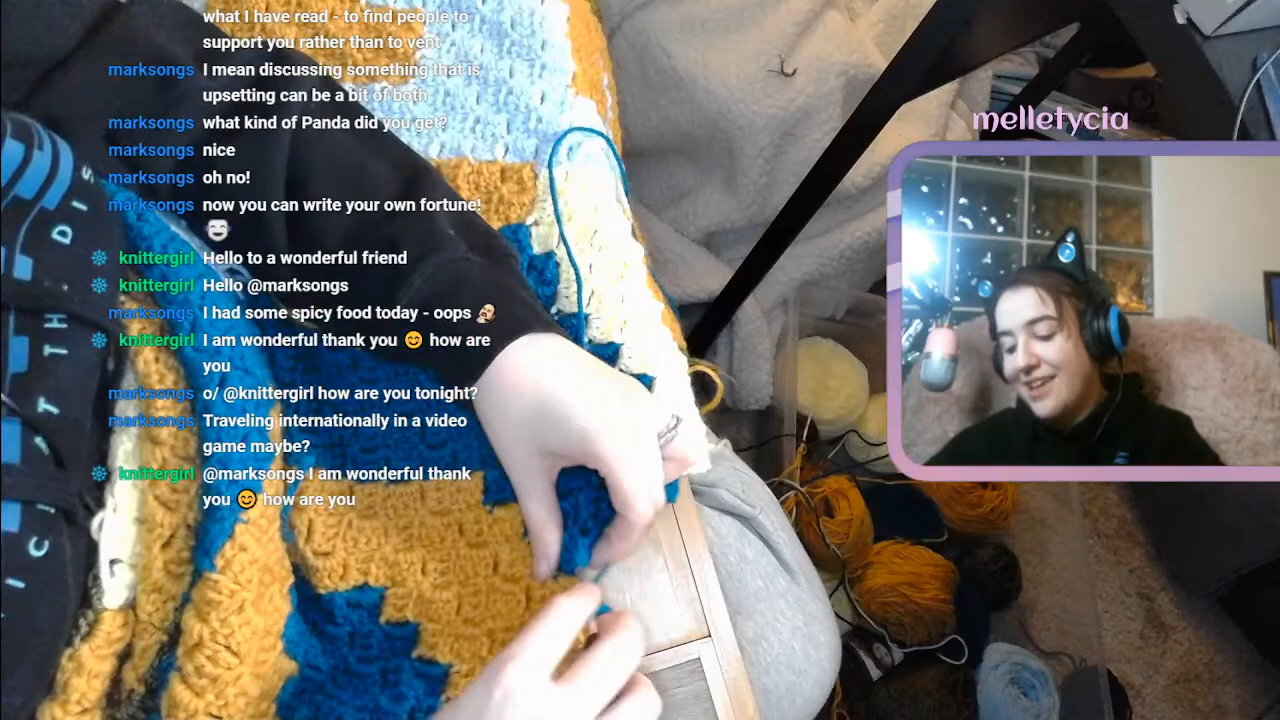 what I have read - to find people to
support you rather than to vent
marksongs I mean discussing something that is
upsetting can be a bit of both
marksongs what kind of Panda did you get?
marksongs nice
marksongs oh no!
marksongs now you can write your own fortune!
knittergirl Hello to a wonderful friend
knittergirl Hello @marksongs
marksongs I had some spicy food today - oops
knittergirl I am wonderful thank you 😊 how are
you
marksongs o/ @knittergirl how are you tonight?
marksongs Traveling internationally in a video
game maybe?
knittergirl @marksongs I am wonderful thank
you 😊 how are you
melletycia